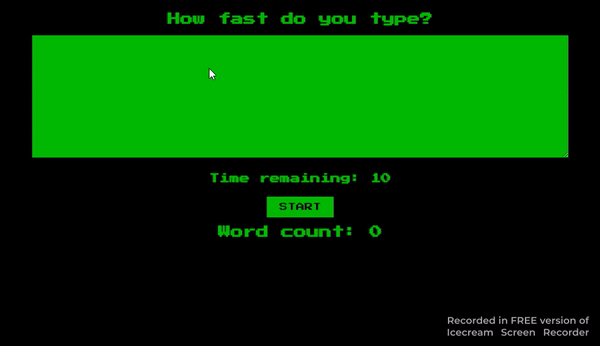 How fast do you type?
Time remaining: 10
START
Word count: 0
Recorded in FREE version of
Icecream Screen Recorder